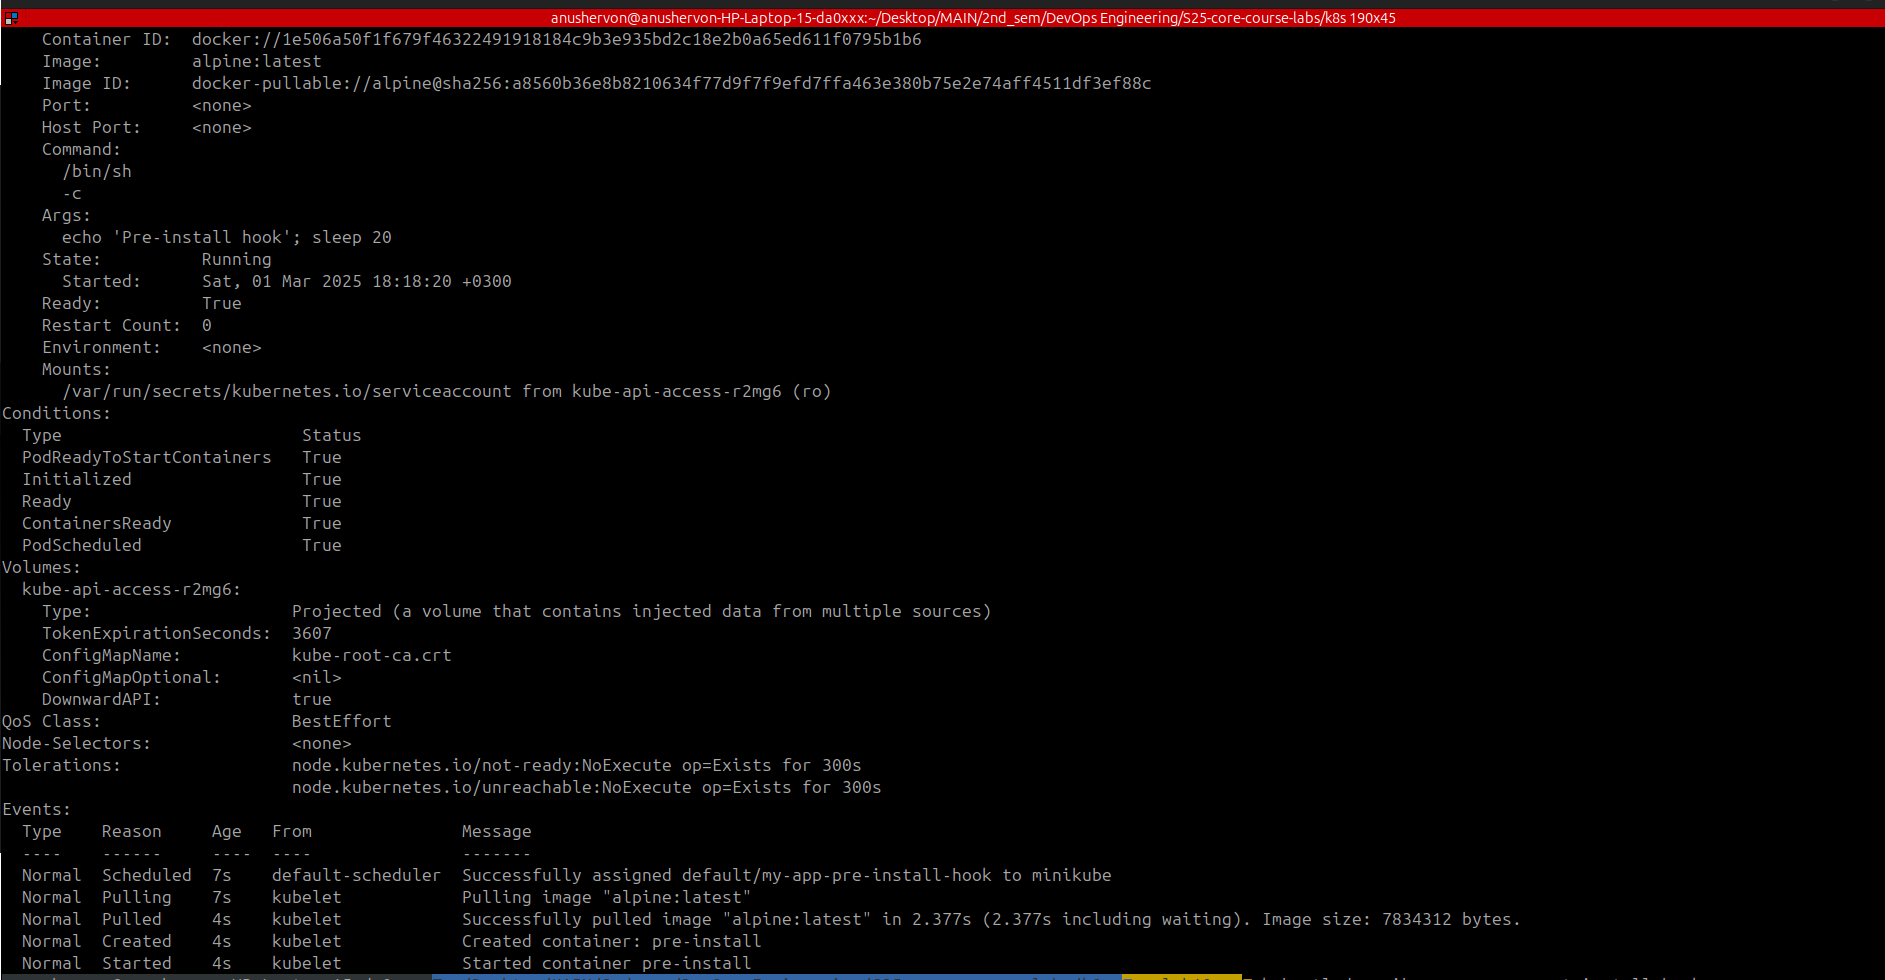 anushervon@anushervon-HP-Laptop-15-da0xxx:~/Desktop/MAIN/2nd_sem/DevOps Engineering/S25-core-course-labs/k8s 190x45
Container ID: docker://1e506a50f1f679f46322491918184c9b3e935bd2c18e2b0a65ed611f0795b1b6
Image: alpine:latest
Image ID: docker-pullable://alpine@sha256:a8560b36e8b8210634f77d9f7f9efd7ffa463e380b75e2e74aff4511df3ef88c
Port: <none>
Host Port: <none>
Command:
/bin/sh
-c
Args:
echo 'Pre-install hook'; sleep 20
State: Running
Started: Sat, 01 Mar 2025 18:18:20 +0300
Ready: True
Restart Count: 0
Environment: <none>
Mounts:
/var/run/secrets/kubernetes.io/serviceaccount from kube-api-access-r2mg6 (ro)
Conditions:
Type Status
PodReadyToStartContainers True
Initialized True
Ready True
ContainersReady True
PodScheduled True
Volumes:
kube-api-access-r2mg6:
Type: Projected (a volume that contains injected data from multiple sources)
TokenExpirationSeconds: 3607
ConfigMapName: kube-root-ca.crt
ConfigMapOptional: <nil>
DownwardAPI: true
QoS Class: BestEffort
Node-Selectors: <none>
Tolerations: node.kubernetes.io/not-ready:NoExecute op=Exists for 300s
node.kubernetes.io/unreachable:NoExecute op=Exists for 300s
Events:
Type Reason Age From Message
---- ------ ---- ---- -------
Normal Scheduled 7s default-scheduler Successfully assigned default/my-app-pre-install-hook to minikube
Normal Pulling 7s kubelet Pulling image "alpine:latest"
Normal Pulled 4s kubelet Successfully pulled image "alpine:latest" in 2.377s (2.377s including waiting). Image size: 7834312 bytes.
Normal Created 4s kubelet Created container: pre-install
Normal Started 4s kubelet Started container pre-install